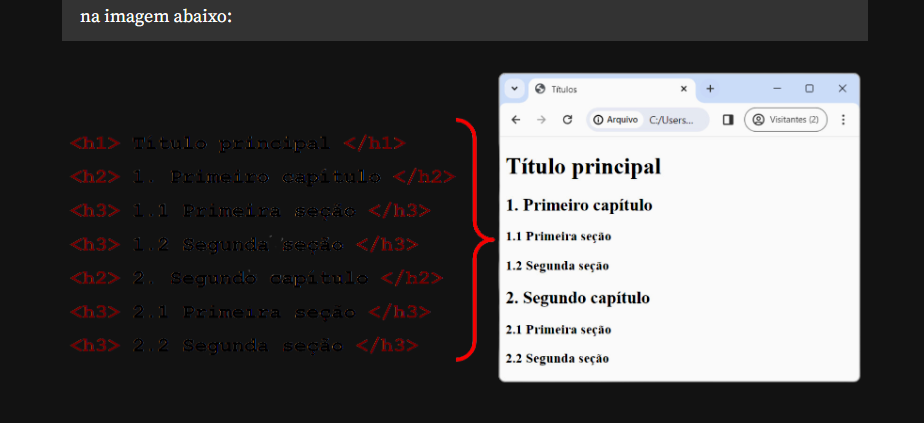 na imagem abaixo:
<h1> Título principal </h1>
<h2> 1. Primeiro capítulo </h2>
<h3> 1.1 Primeira seção </h3>
<h3> 1.2 Segunda seção </h3>
<h2> 2. Segundo capítulo </h2>
<h3> 2.1 Primeira seção </h3>
<h3> 2.2 Segunda seção </h3>
Títulos
Arquivo C:/Users... Visitantes (2)
Título principal
1. Primeiro capítulo
1.1 Primeira seção
1.2 Segunda seção
2. Segundo capítulo
2.1 Primeira seção
2.2 Segunda seção